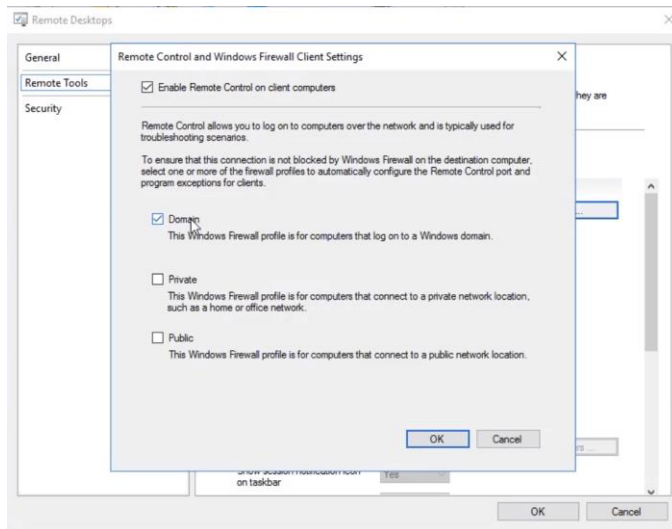 Remote Desktops
General
Remote Tools
Security
Remote Control and Windows Firewall Client Settings
Enable Remote Control on client computers
hey are
Remote Control allows you to log on to computers over the network and is typically used for
troubleshooting scenarios.
To ensure that this connection is not blocked by Windows Firewall on the destination computer,
select one or more of the firewall profiles to automatically configure the Remote Control port and
program exceptions for clients.
...
Domain
This Windows Firewall profile is for computers that log on to a Windows domain.
Private
This Windows Firewall profile is for computers that connect to a private network location,
such as a home or office network.
Public
This Windows Firewall profile is for computers that connect to a public network location.
OK Cancel
Show session notification icon
on taskbar
Yes
OK Cancel